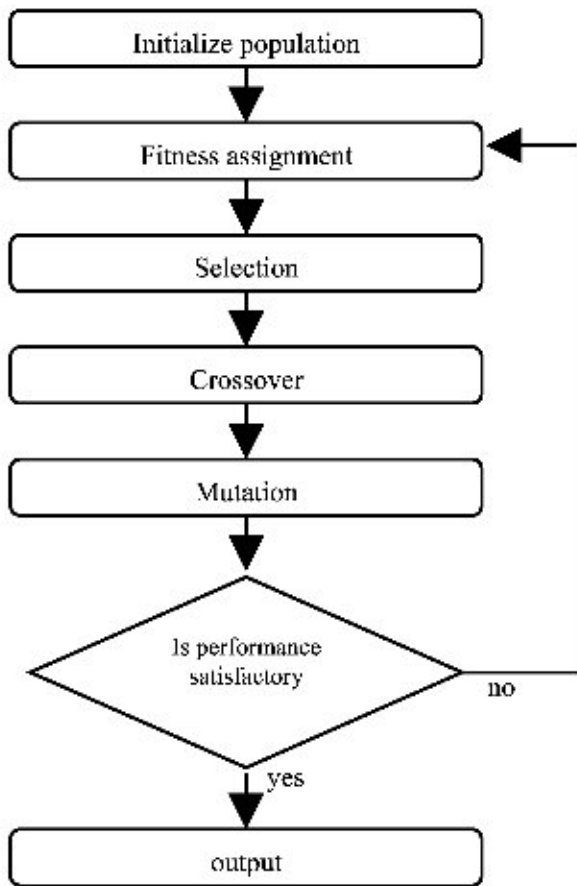 Initialize population
Fitness assignment
Selection
Crossover
Mutation
Is performance
satisfactory
no
yes
output